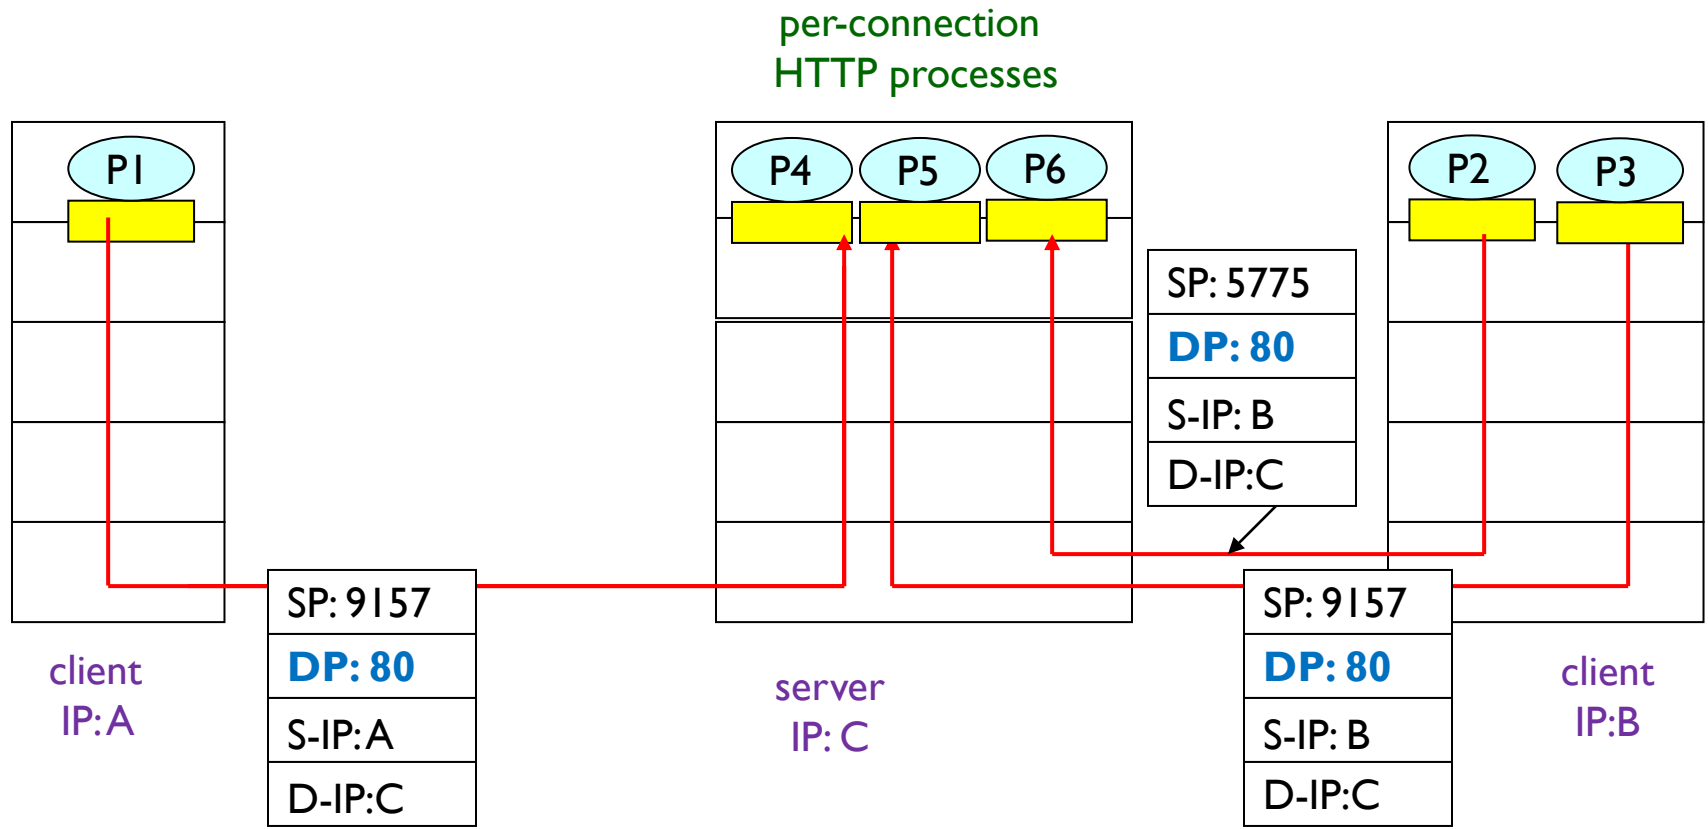 per-connection
HTTP processes
P1
P4
P5
P6
P2
P3
SP: 5775
DP: 80
S-IP: B
D-IP:C
SP: 9157
DP: 80
S-IP: A
D-IP:C
SP: 9157
DP: 80
S-IP: B
D-IP:C
client
IP: A
server
IP: C
client
IP:B